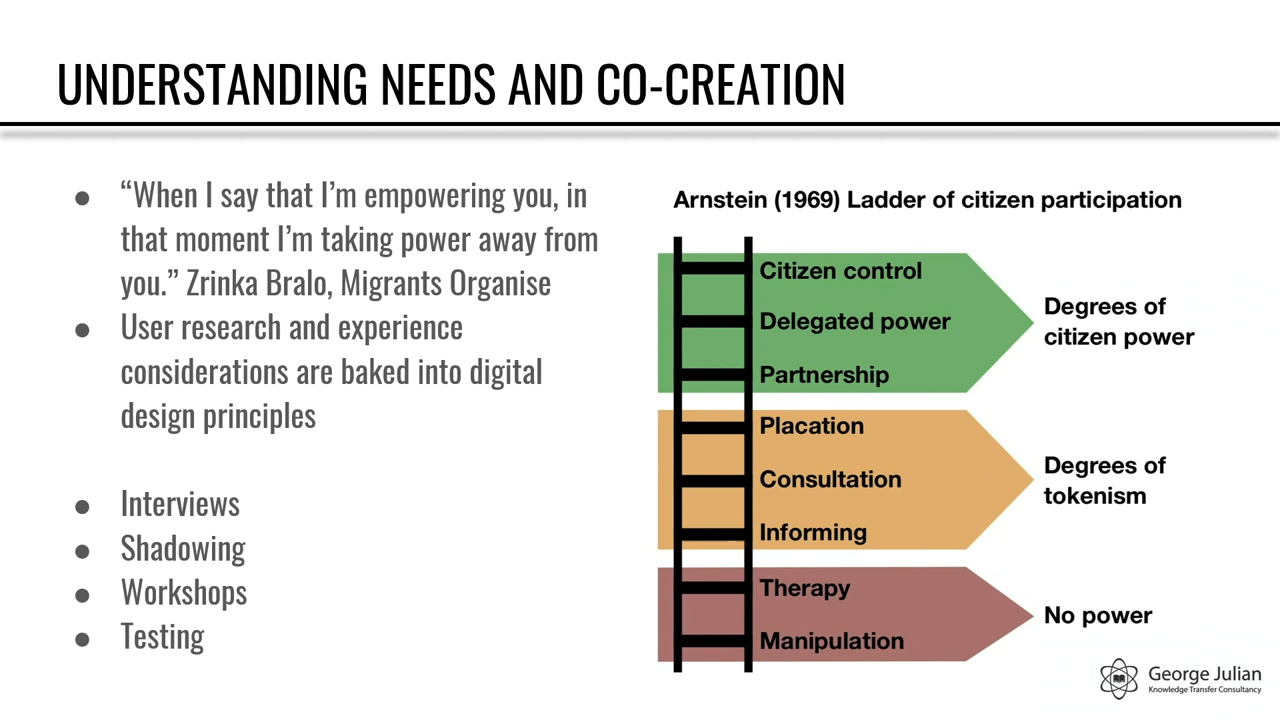 UNDERSTANDING NEEDS AND CO-CREATION
● “When I say that I’m empowering you, in
that moment I’m taking power away from
you.” Zrinka Bralo, Migrants Organise
● User research and experience
considerations are baked into digital
design principles
● Interviews
● Shadowing
● Workshops
● Testing
Arnstein (1969) Ladder of citizen participation
Citizen control
Delegated power
Partnership
Degrees of
citizen power
Placation
Consultation
Informing
Degrees of
tokenism
Therapy
Manipulation
No power
George Julian
Knowledge Transfer Consultancy